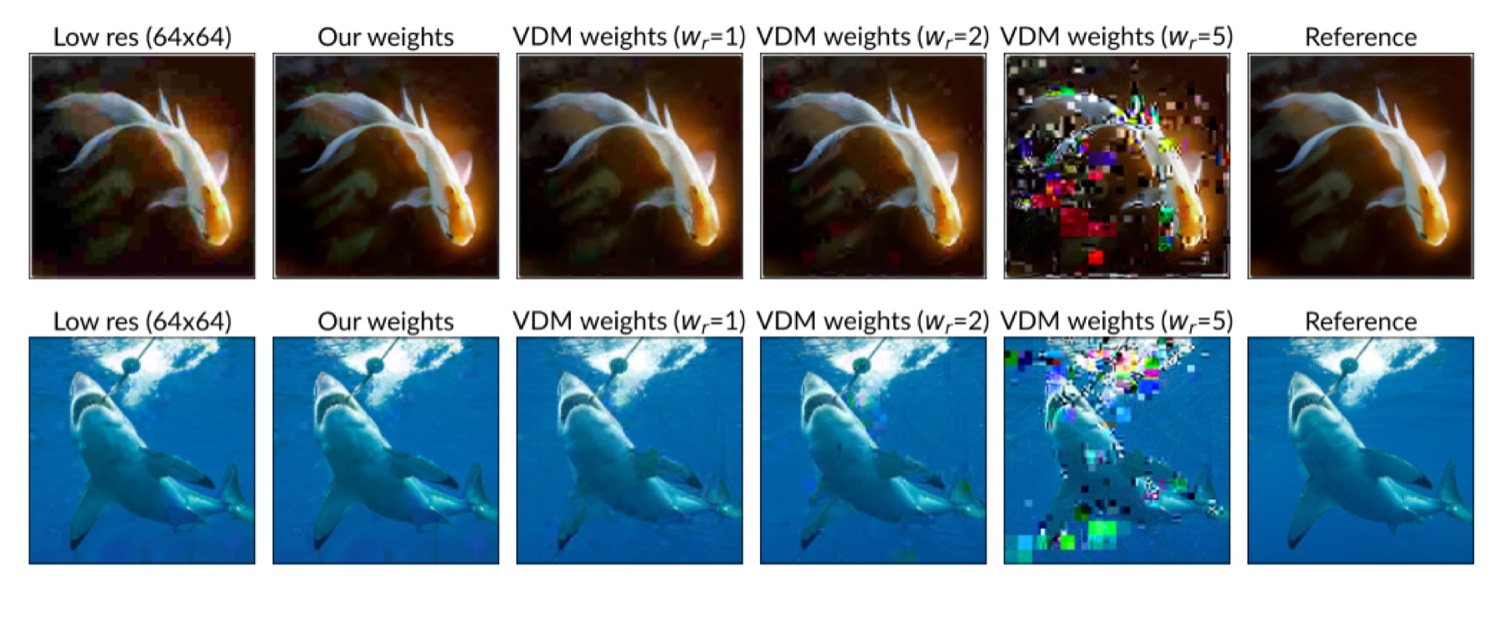 Low res (64x64) Our weights VDM weights (wᵣ=1) VDM weights (wᵣ=2) VDM weights (wᵣ=5) Reference
Low res (64x64) Our weights VDM weights (wᵣ=1) VDM weights (wᵣ=2) VDM weights (wᵣ=5) Reference